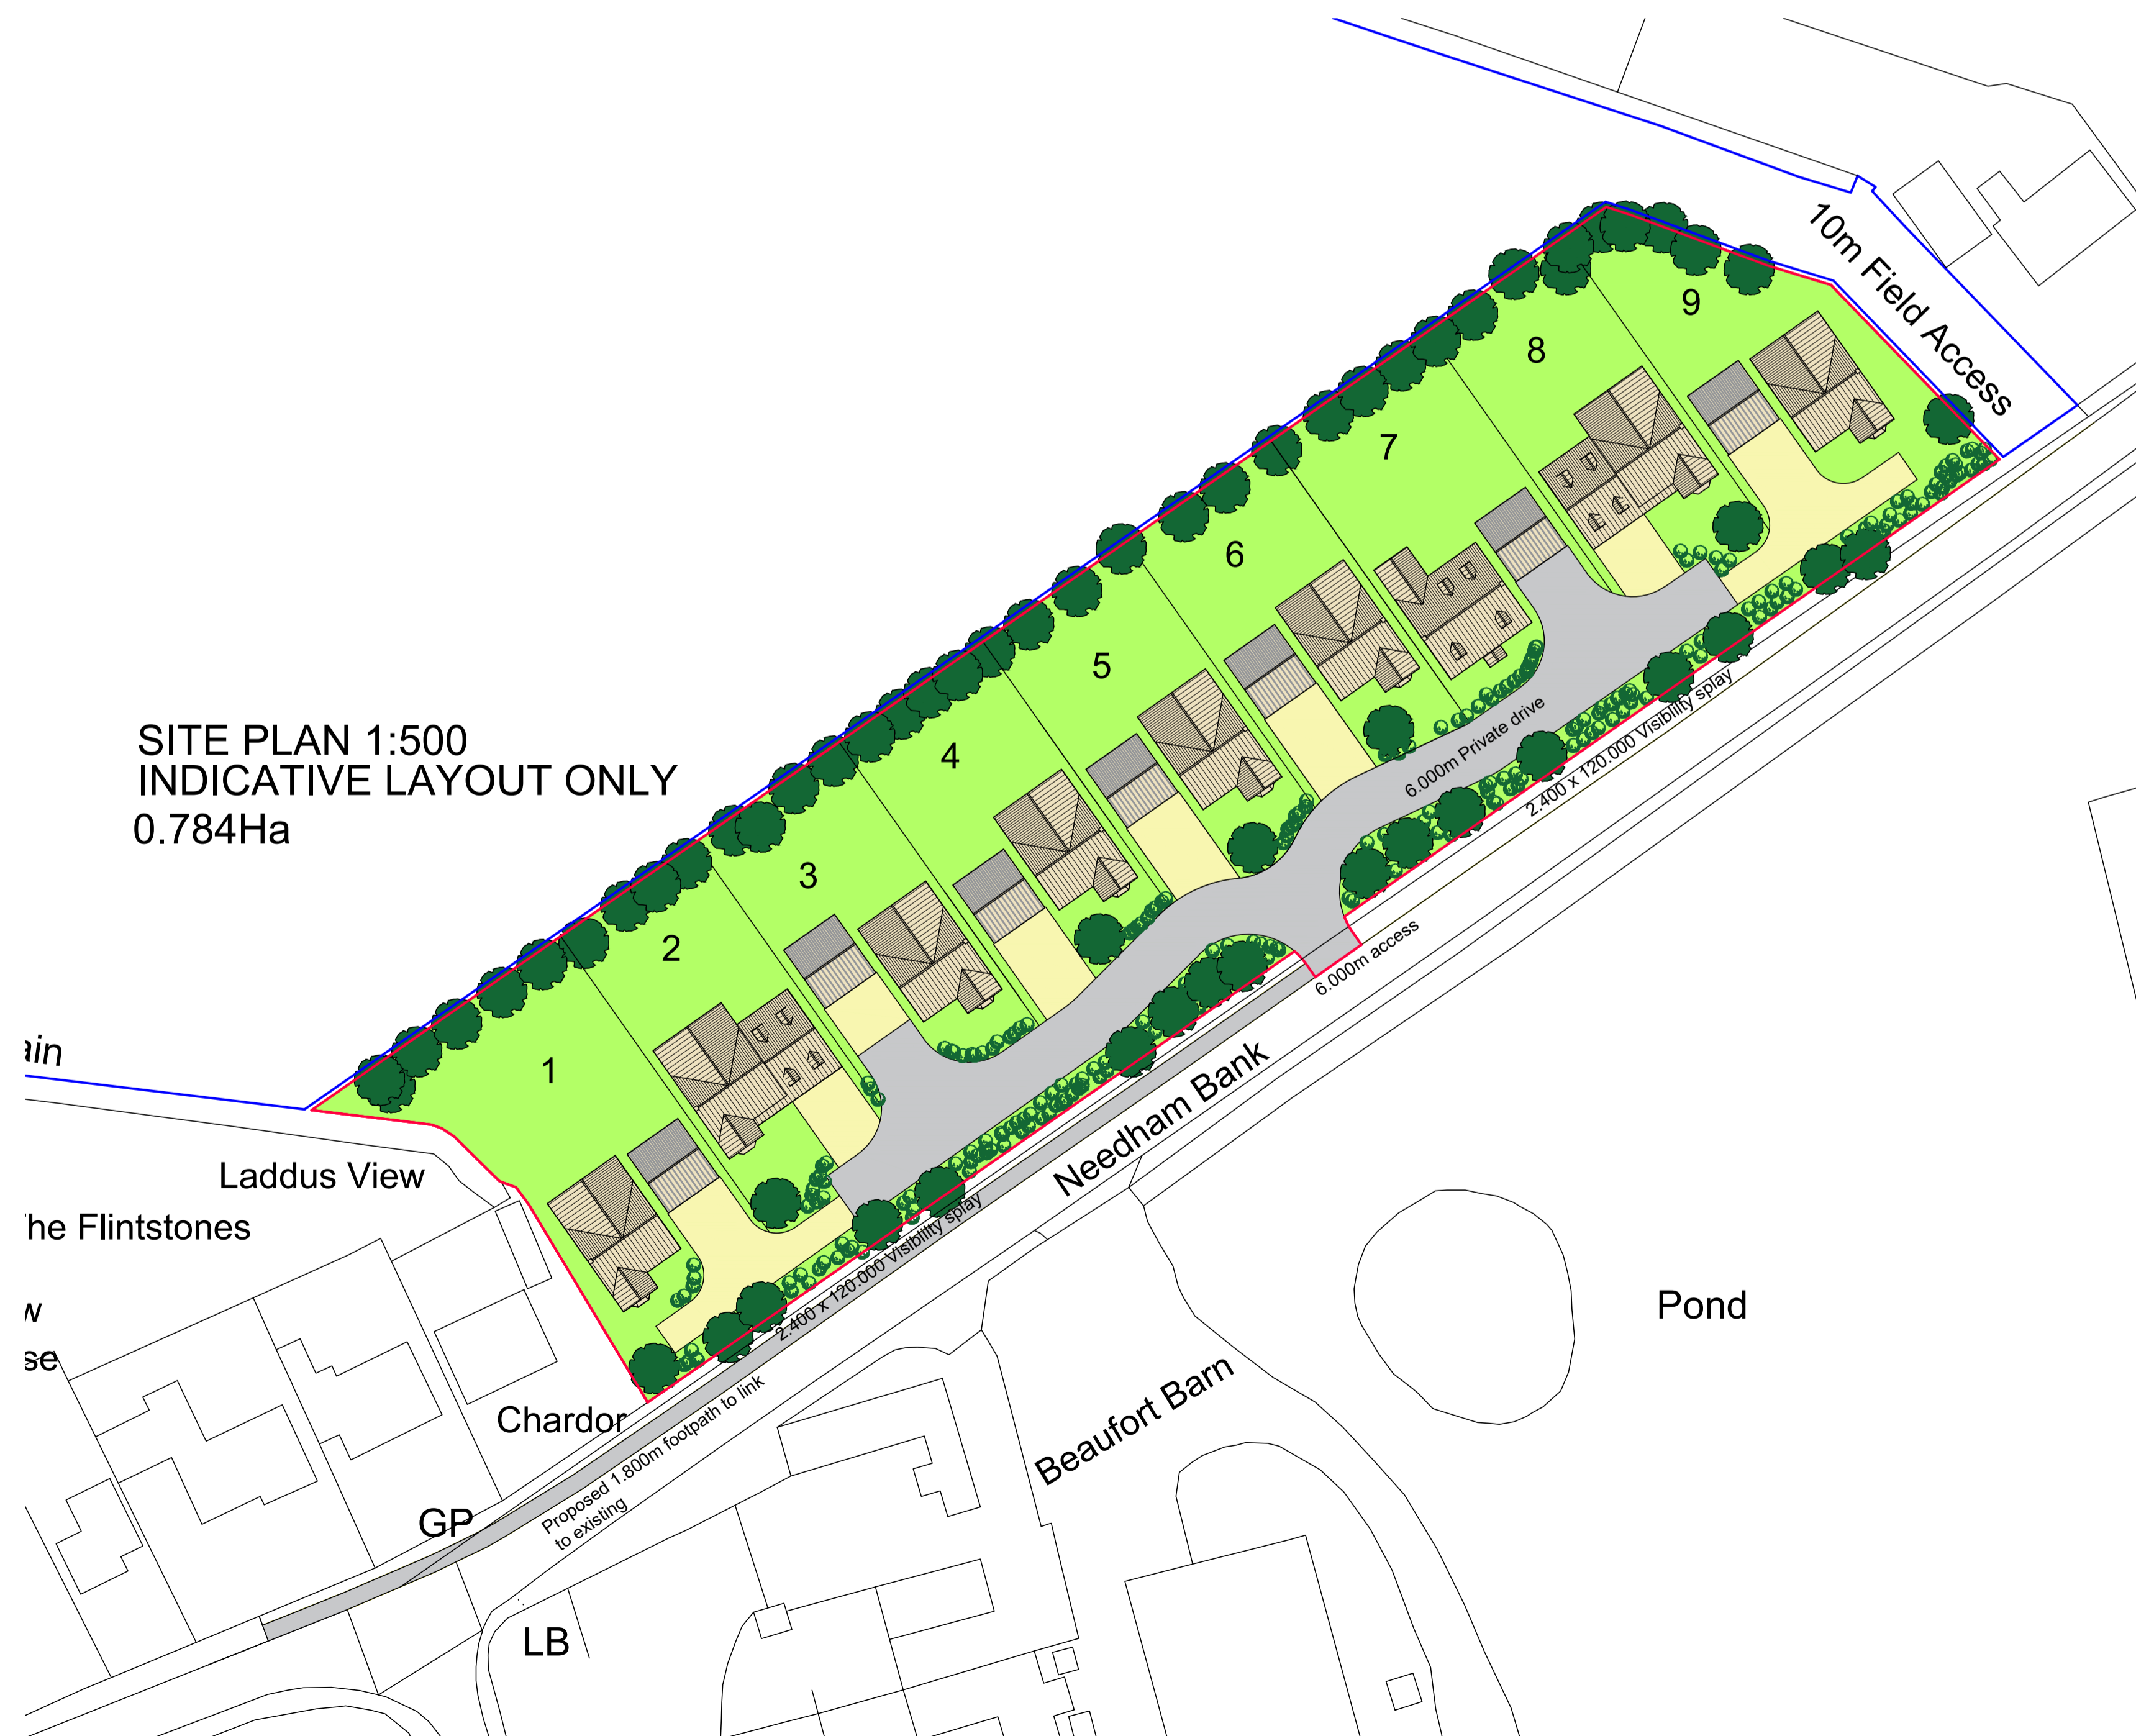 10m Field Access
9
8
7
6
5
4
3
2
1
SITE PLAN 1:500
INDICATIVE LAYOUT ONLY
0.784Ha
6.000m Private drive
2.400 x 120.000 Visibility splay
6.000m access
Needham Bank
Laddus View
2.400 x 120.000 Visibility splay
Pond
Chardor
Beaufort Barn
Proposed 1.800m footpath to link
to existing
GP
LB